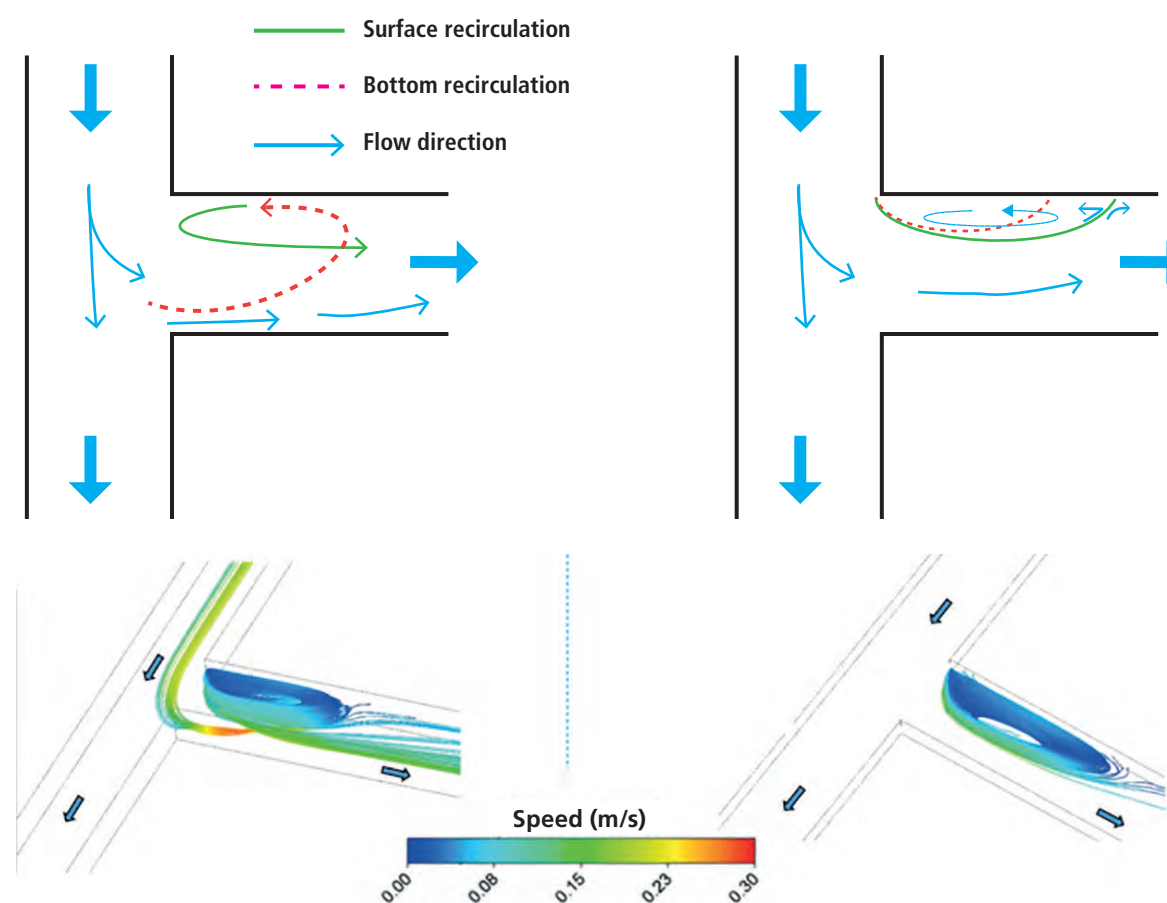 Surface recirculation
Bottom recirculation
Flow direction
Speed (m/s)
0.00
0.08
0.15
0.23
0.30